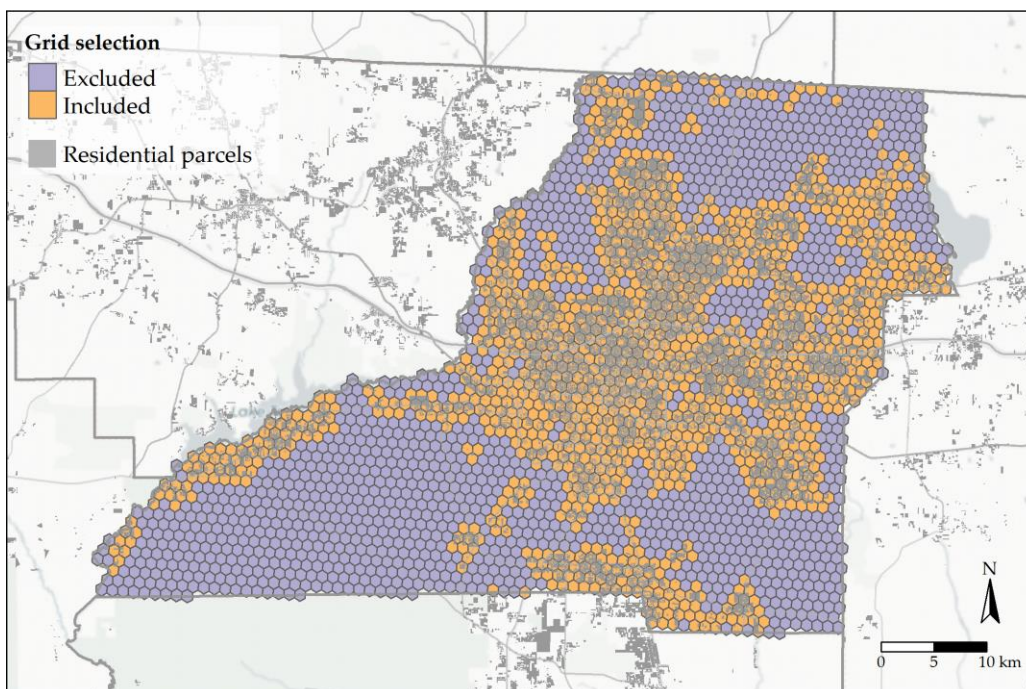 Grid selection
Excluded
Included
Residential parcels
N
0 5 10 km